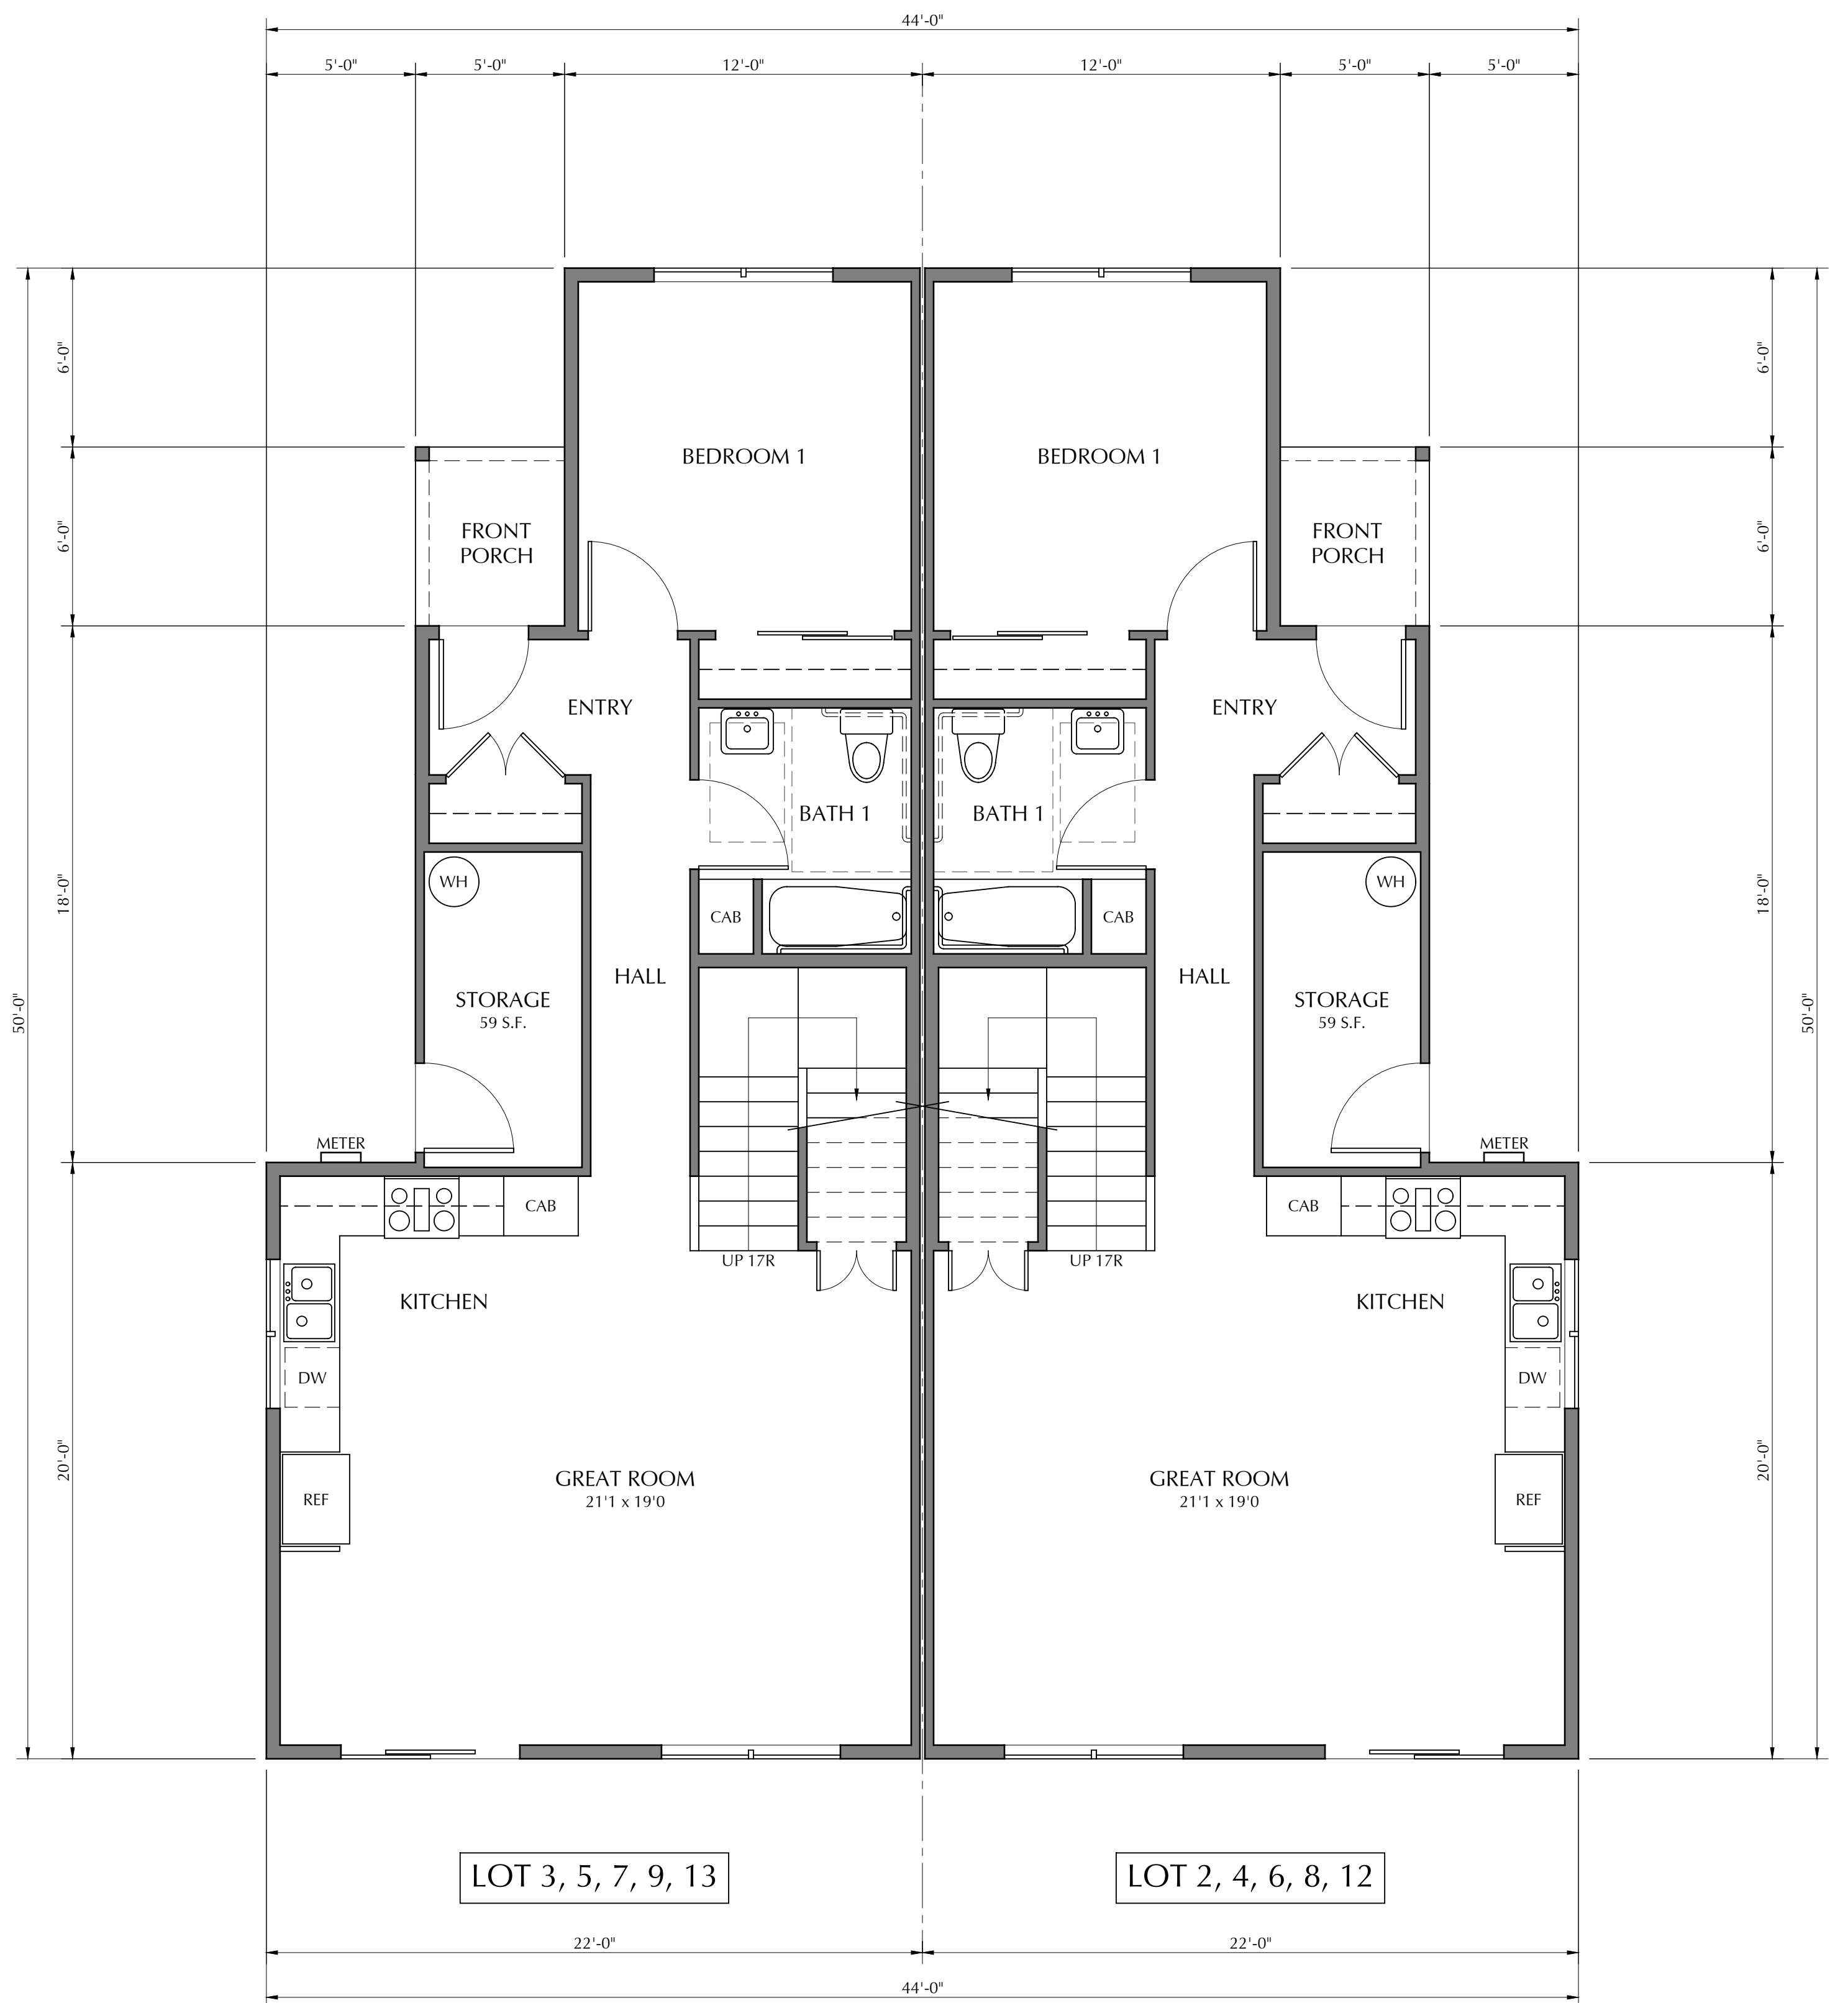 44'-0"
5'-0" 5'-0" 12'-0" 12'-0" 5'-0" 5'-0"
6'-0" 6'-0"
BEDROOM 1 BEDROOM 1
6'-0" FRONT FRONT 6'-0"
PORCH PORCH
ENTRY ENTRY
BATH 1 BATH 1
WH WH
18'-0" 18'-0"
CAB CAB
HALL HALL
50'-0" STORAGE STORAGE 50'-0"
59 S.F. 59 S.F.
METER METER
CAB CAB
UP 17R UP 17R
KITCHEN KITCHEN
DW DW
20'-0" 20'-0"
GREAT ROOM GREAT ROOM
REF 21'1 x 19'0 21'1 x 19'0 REF
LOT 3, 5, 7, 9, 13 LOT 2, 4, 6, 8, 12
22'-0" 22'-0"
44'-0"